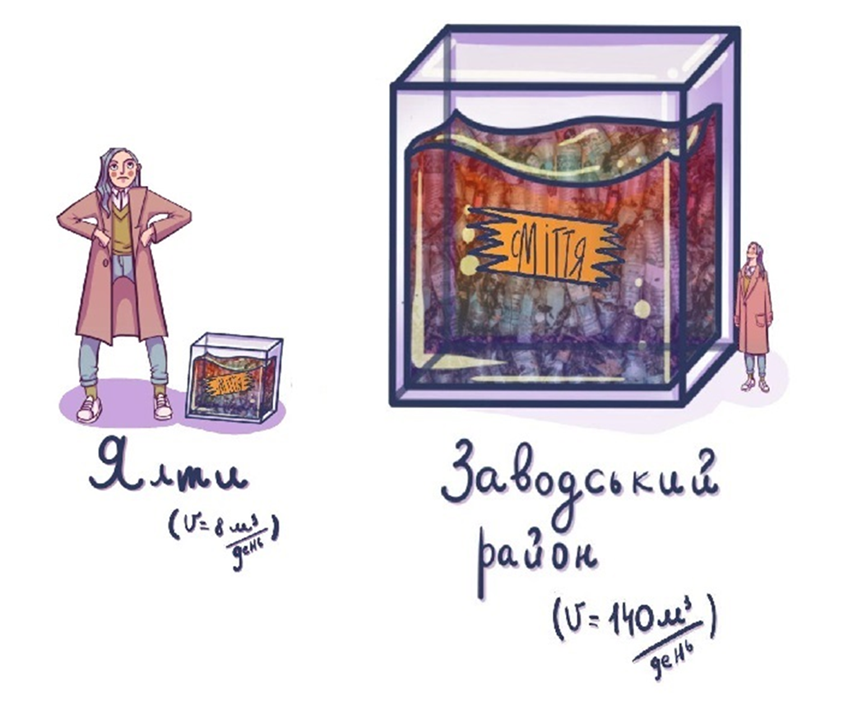 сміття
сміття
Ялти
(V= 8 м³/день)
Заводський
район
(V= 140 м³/день)